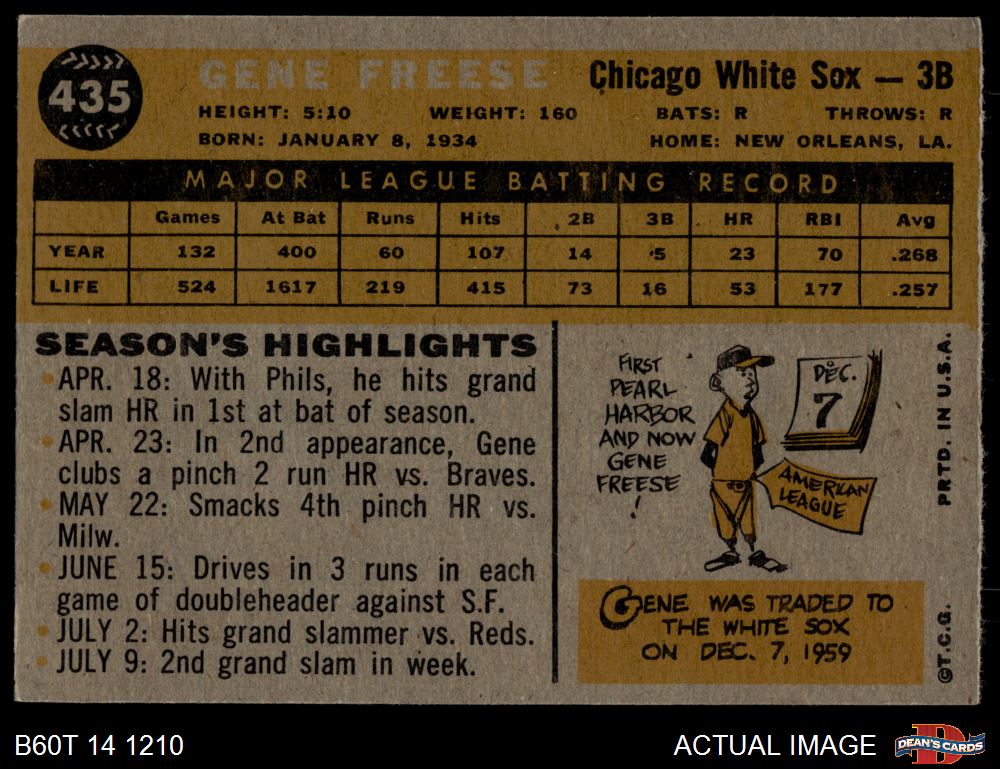 435
GENE FREESE
Chicago White Sox — 3B
HEIGHT: 5:10 WEIGHT: 160 BATS: R THROWS: R
BORN: JANUARY 8, 1934 HOME: NEW ORLEANS, LA.
MAJOR LEAGUE BATTING RECORD
Games At Bat Runs Hits 2B 3B HR RBI Avg
YEAR 132 400 60 107 14 5 23 70 .268
LIFE 524 1617 219 415 73 16 53 177 .257
SEASON'S HIGHLIGHTS
• APR. 18: With Phils, he hits grand
slam HR in 1st at bat of season.
• APR. 23: In 2nd appearance, Gene
clubs a pinch 2 run HR vs. Braves.
• MAY 22: Smacks 4th pinch HR vs.
Milw.
• JUNE 15: Drives in 3 runs in each
game of doubleheader against S.F.
• JULY 2: Hits grand slammer vs. Reds.
• JULY 9: 2nd grand slam in week.
FIRST
PEARL
HARBOR
AND NOW
GENE
FREESE
!
DEC.
7
AMERICAN
LEAGUE
GENE WAS TRADED TO
THE WHITE SOX
ON DEC. 7, 1959
PRTD. IN U.S.A.
©T.C.G.
B60T 14 1210
ACTUAL IMAGE
D
DEAN'S CARDS